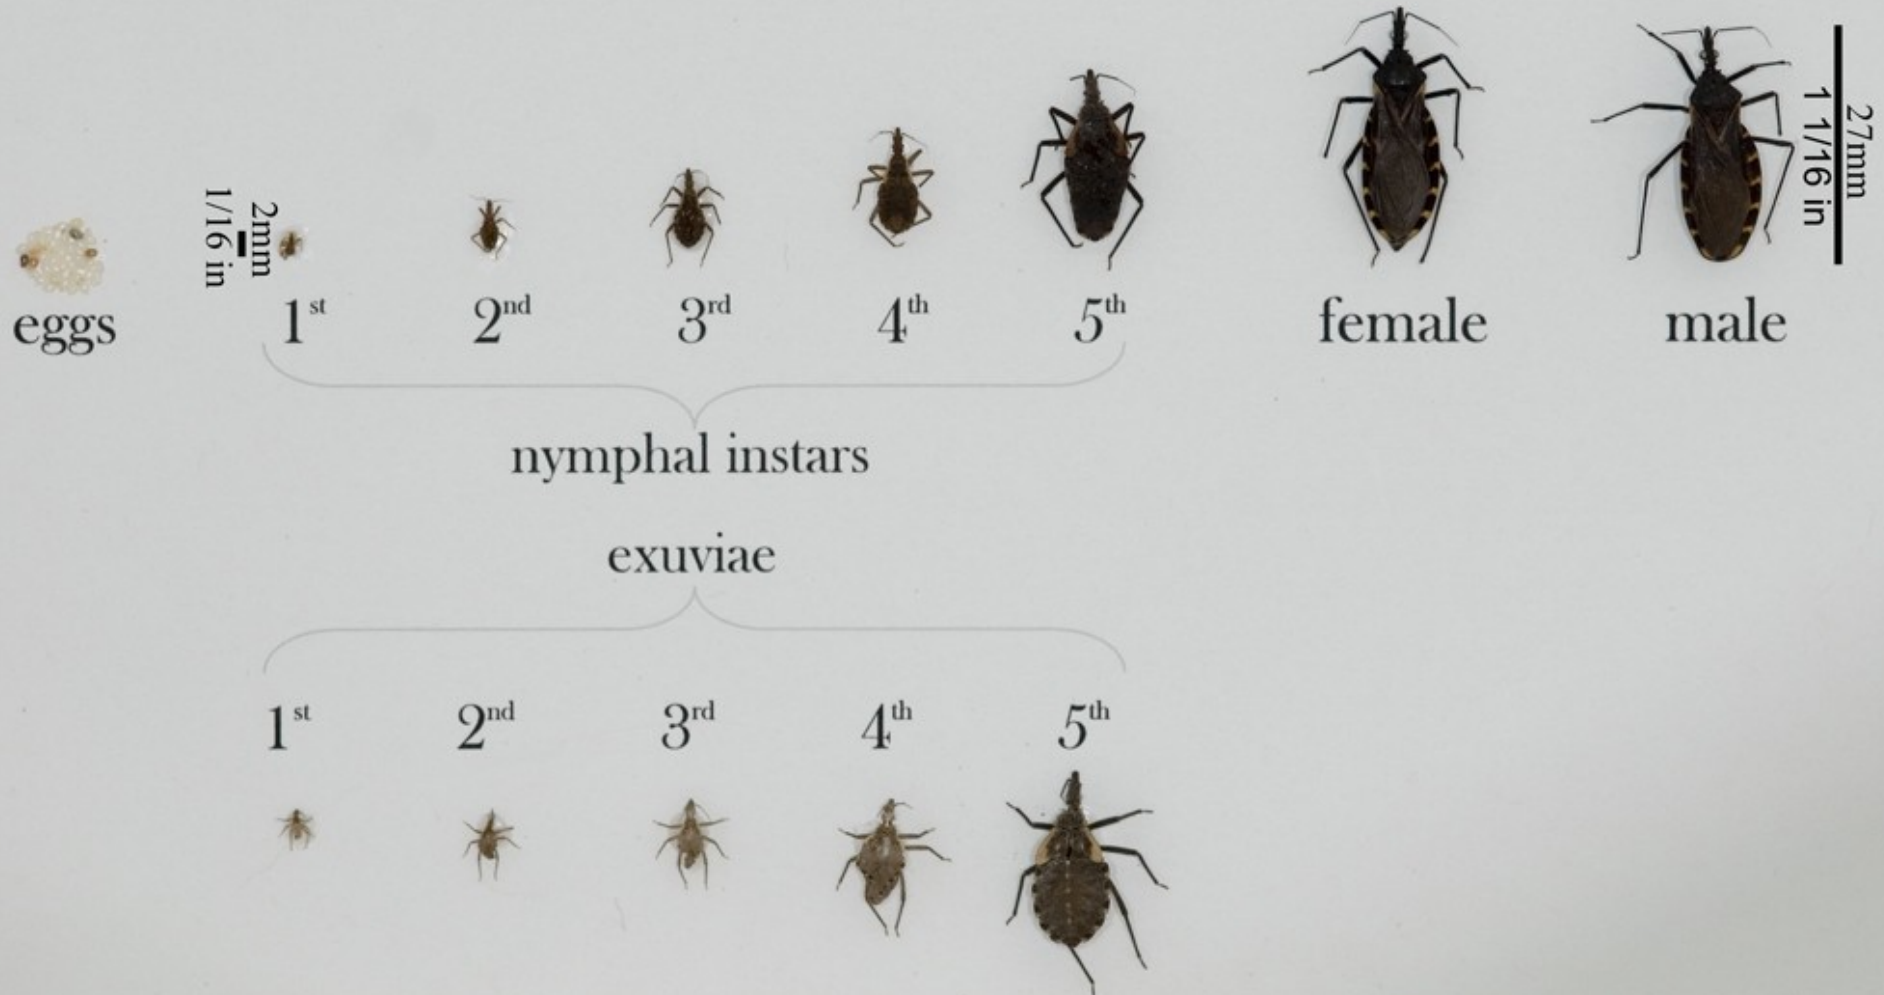 27mm
1 1/16 in
2mm
1/16 in
eggs
1st
2nd
3rd
4th
5th
female
male
nymphal instars
exuviae
1st
2nd
3rd
4th
5th